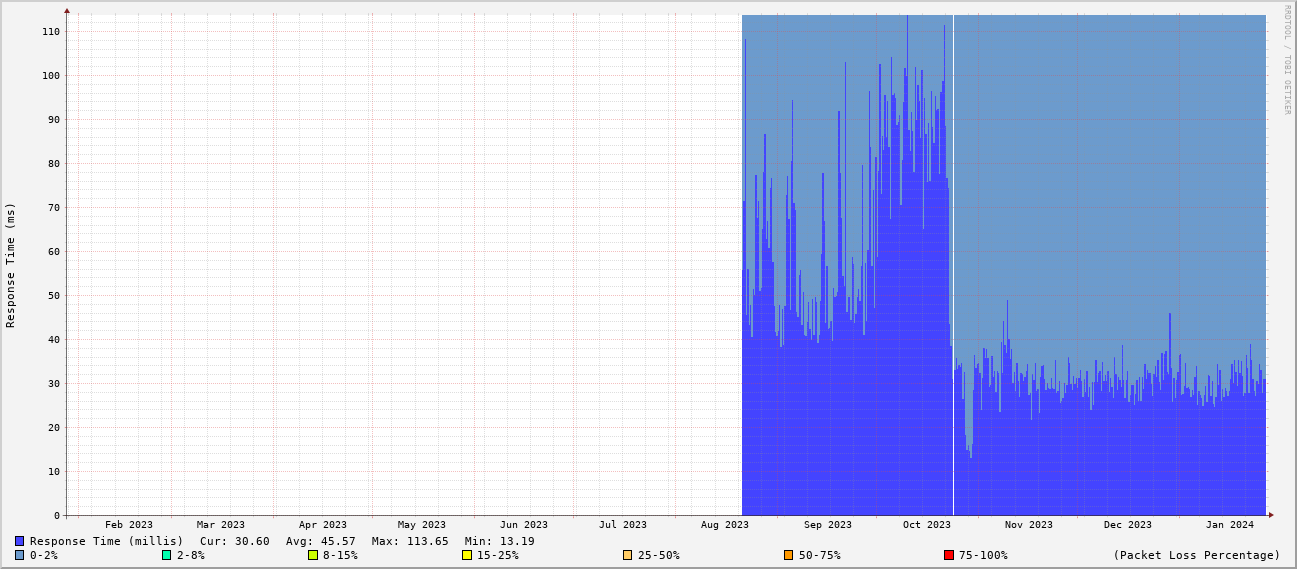 RRDTOOL / TOBI OETIKER
Response Time (ms)
110
100
90
80
70
60
50
40
30
20
10
0
Feb 2023 Mar 2023 Apr 2023 May 2023 Jun 2023 Jul 2023 Aug 2023 Sep 2023 Oct 2023 Nov 2023 Dec 2023 Jan 2024
Response Time (millis) Cur: 30.60 Avg: 45.57 Max: 113.65 Min: 13.19
0-2% 2-8% 8-15% 15-25% 25-50% 50-75% 75-100% (Packet Loss Percentage)